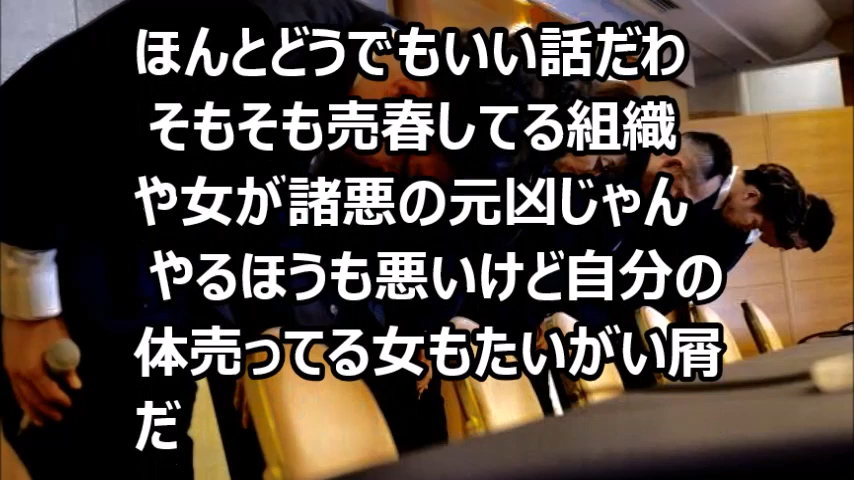 ほんとどうでもいい話だわ
そもそも売春してる組織
や女が諸悪の元凶じゃん
やるほうも悪いけど自分の
体売ってる女もたいがい屑
だ